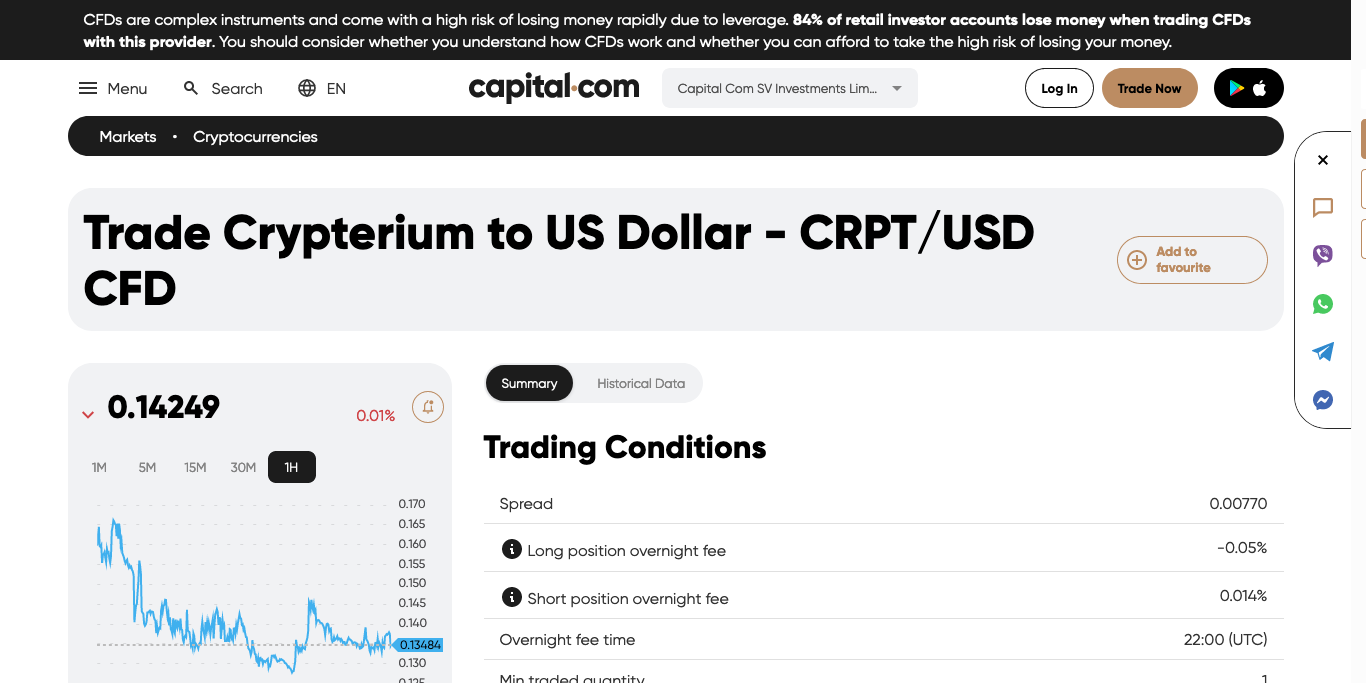 CFDs are complex instruments and come with a high risk of losing money rapidly due to leverage. 84% of retail investor accounts lose money when trading CFDs
with this provider. You should consider whether you understand how CFDs work and whether you can afford to take the high risk of losing your money.
Menu Search EN capital.com Capital Com SV Investments Lim... Log In Trade Now
Markets • Cryptocurrencies
Trade Crypterium to US Dollar - CRPT/USD
CFD
Add to
favourite
0.14249 0.01%
1M 5M 15M 30M 1H
0.170
0.165
0.160
0.155
0.150
0.145
0.140
0.13484
0.130
0.125
Summary Historical Data
Trading Conditions
Spread 0.00770
Long position overnight fee -0.05%
Short position overnight fee 0.014%
Overnight fee time 22:00 (UTC)
Min traded quantity 1